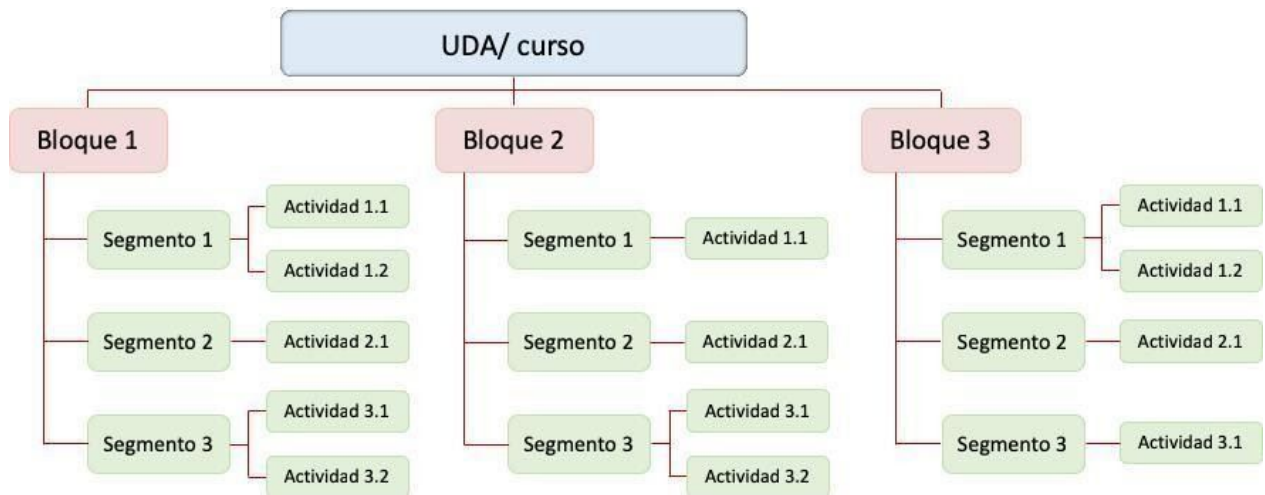 UDA/ curso
Bloque 1
Segmento 1
Actividad 1.1
Actividad 1.2
Segmento 2
Actividad 2.1
Segmento 3
Actividad 3.1
Actividad 3.2
Bloque 2
Segmento 1
Actividad 1.1
Segmento 2
Actividad 2.1
Segmento 3
Actividad 3.1
Actividad 3.2
Bloque 3
Segmento 1
Actividad 1.1
Actividad 1.2
Segmento 2
Actividad 2.1
Segmento 3
Actividad 3.1